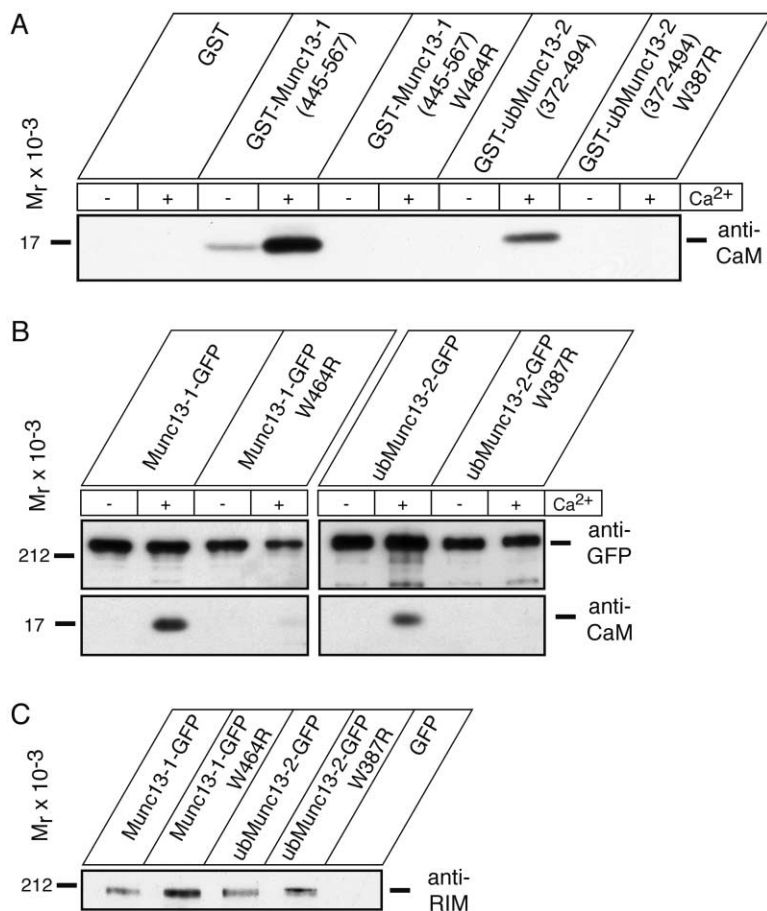 A
GST
GST-Munc13-1
(445-567)
GST-Munc13-1
(445-567)
W464R
GST-ubMunc13-2
(372-494)
GST-ubMunc13-2
(372-494)
W387R
Mr x 10-3
- + - + - + - + - + Ca2+
17
anti-
CaM
B
Munc13-1-GFP
Munc13-1-GFP
W464R
ubMunc13-2-GFP
ubMunc13-2-GFP
W387R
Mr x 10-3
- + - + - + - + Ca2+
212
anti-
GFP
17
anti-
CaM
C
Munc13-1-GFP
Munc13-1-GFP
W464R
ubMunc13-2-GFP
ubMunc13-2-GFP
W387R
GFP
Mr x 10-3
212
anti-
RIM